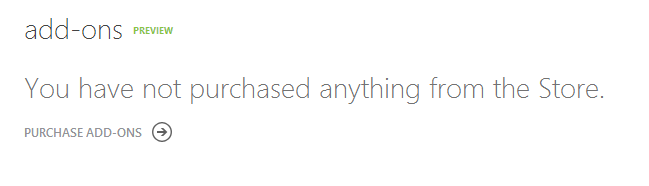 add-ons PREVIEW
You have not purchased anything from the Store.
PURCHASE ADD-ONS